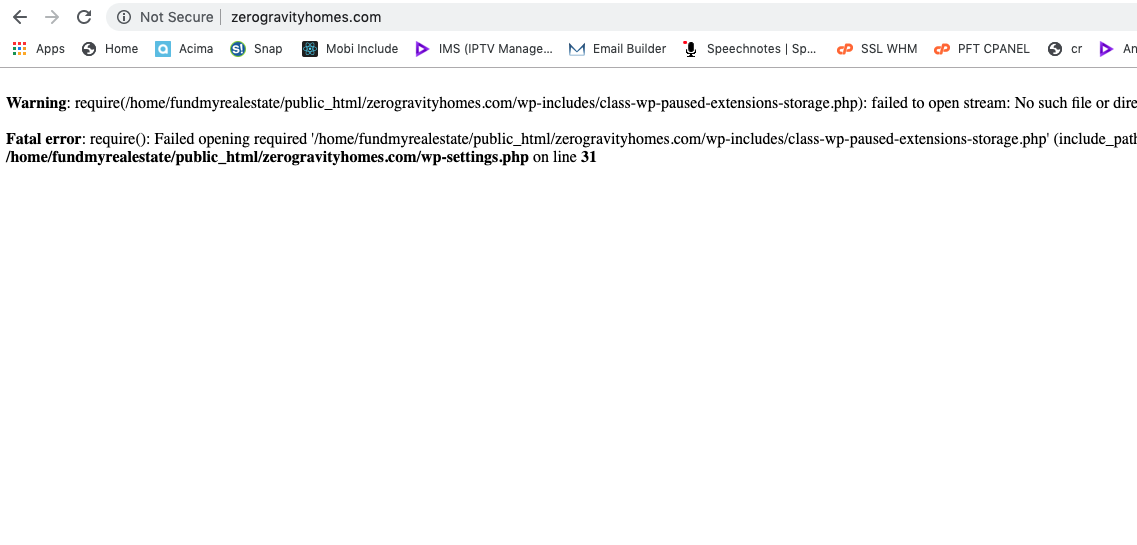 Not Secure | zerogravityhomes.com
Apps Home Acima Snap Mobi Include IMS (IPTV Manage... Email Builder Speechnotes | Sp... SSL WHM PFT CPANEL cr An
Warning: require(/home/fundmyrealestate/public_html/zerogravityhomes.com/wp-includes/class-wp-paused-extensions-storage.php): failed to open stream: No such file or dire
Fatal error: require(): Failed opening required '/home/fundmyrealestate/public_html/zerogravityhomes.com/wp-includes/class-wp-paused-extensions-storage.php' (include_path
/home/fundmyrealestate/public_html/zerogravityhomes.com/wp-settings.php on line 31